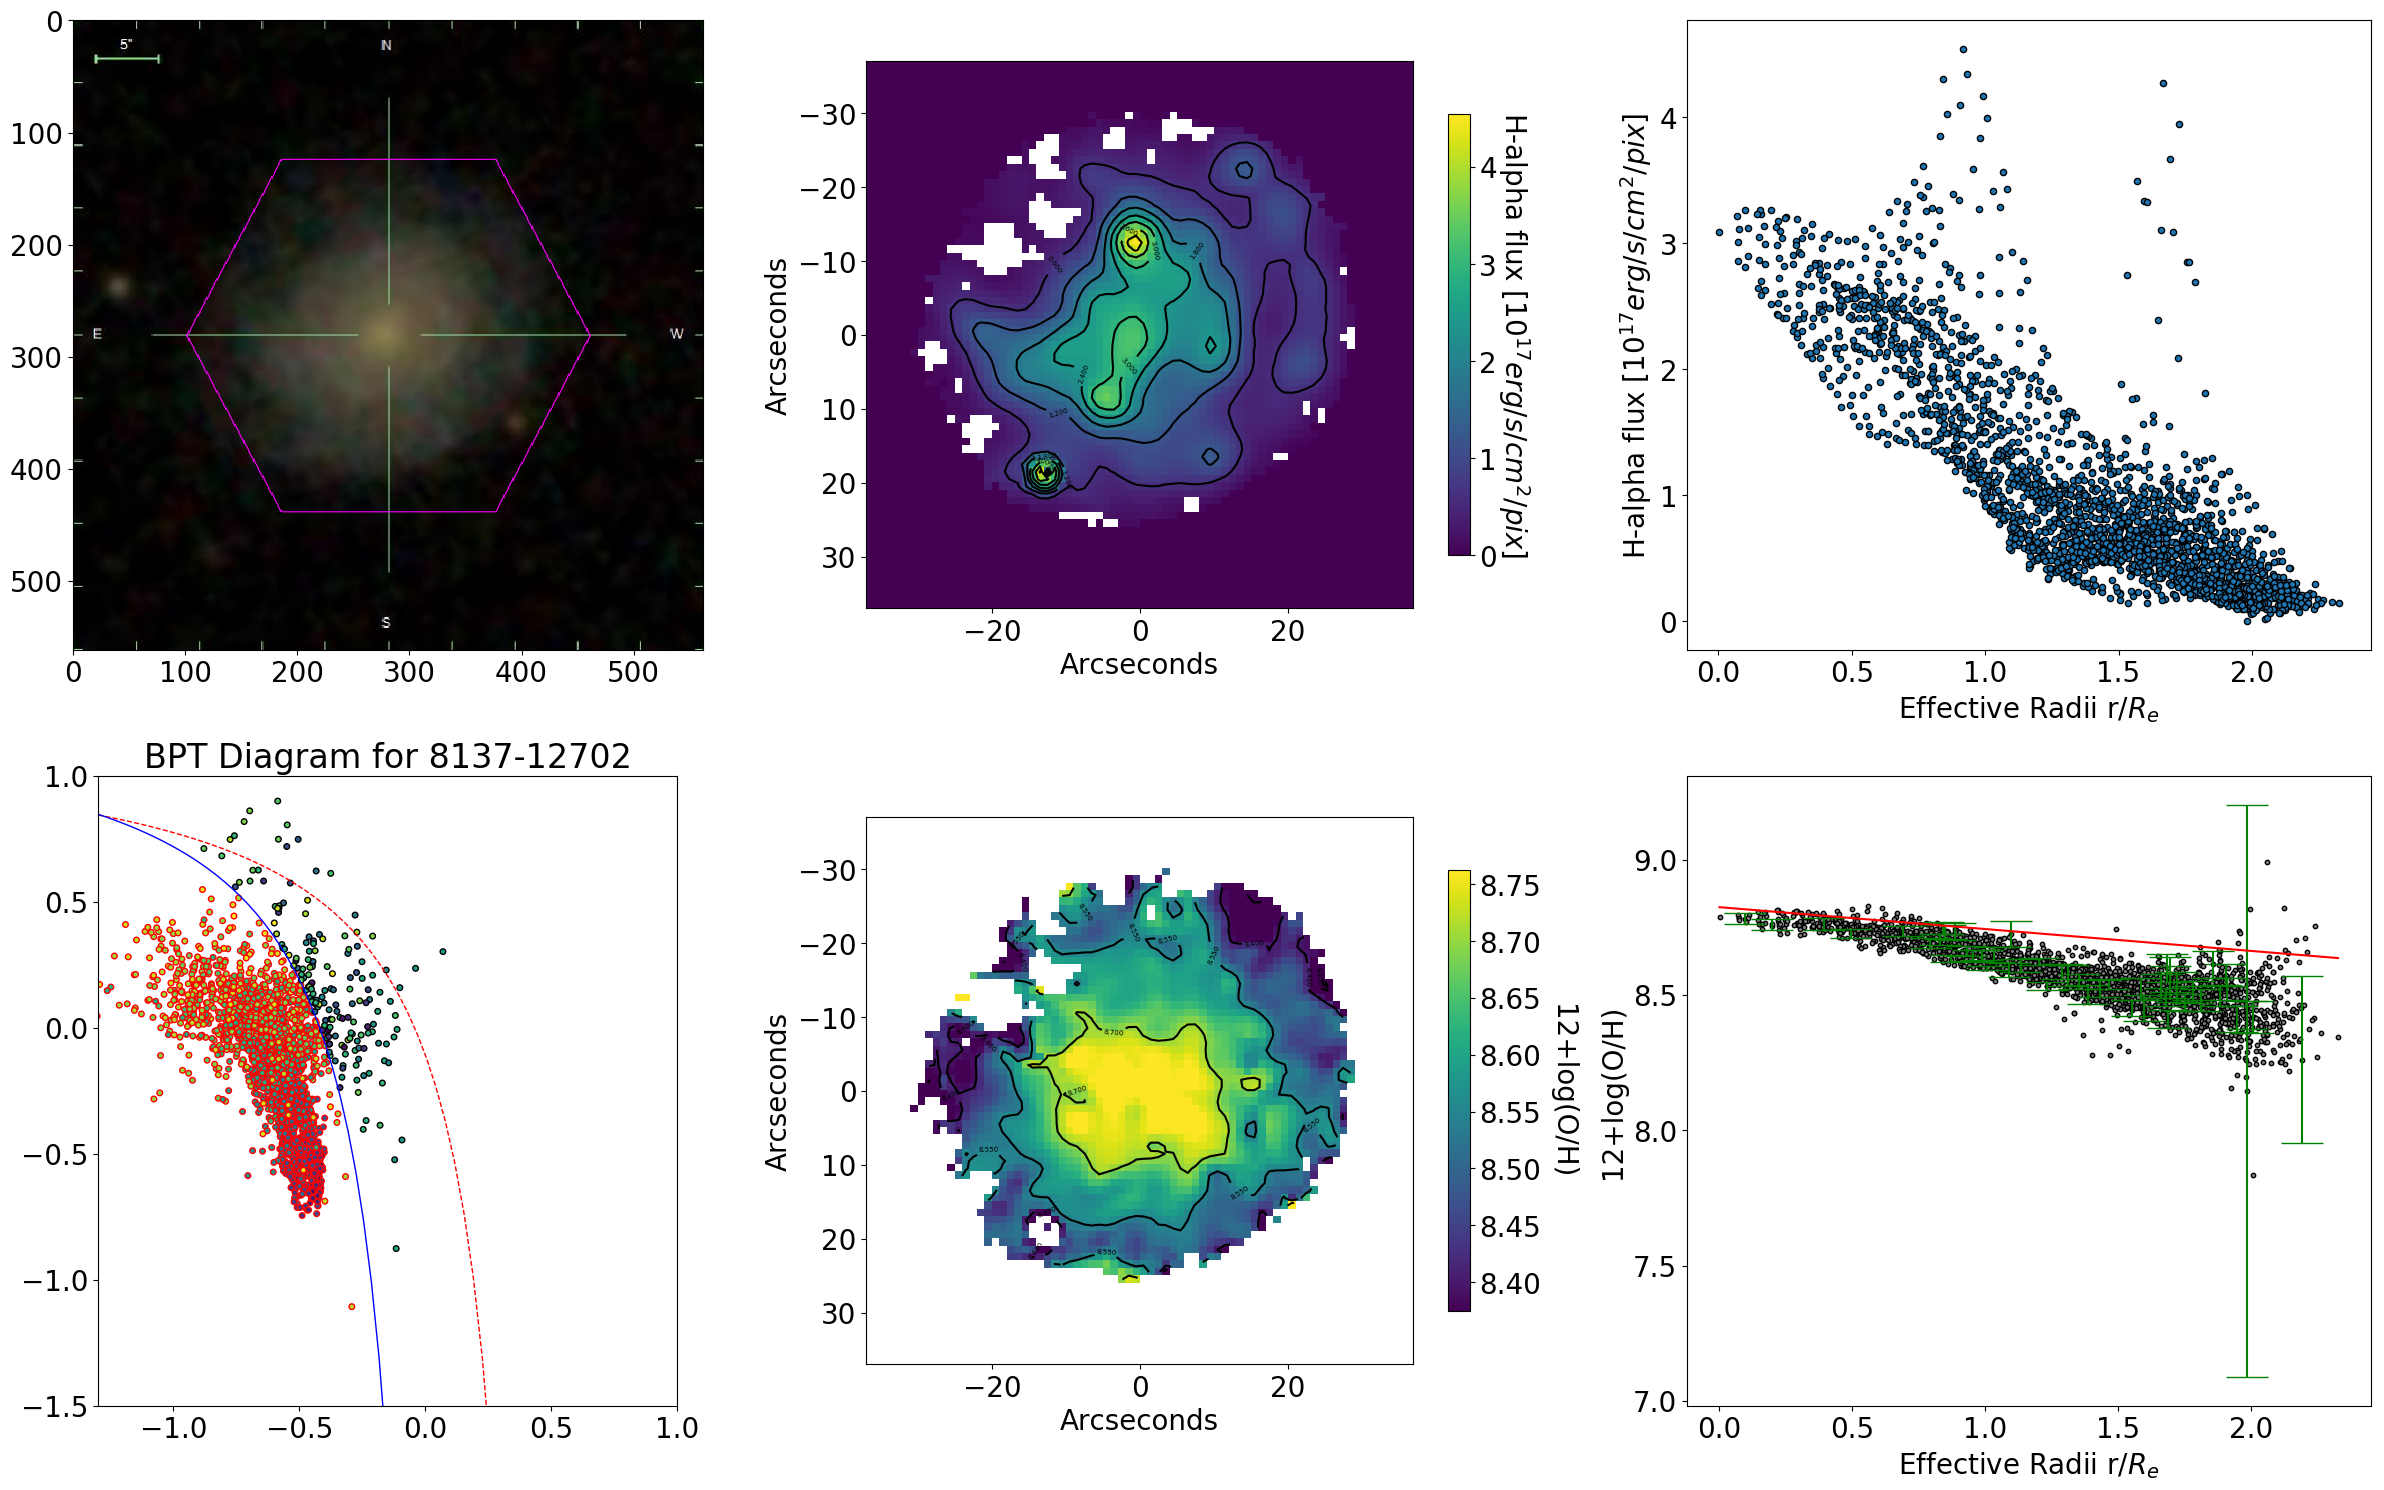 0
100
200
300
400
500
5"
N
E
W
S
0 100 200 300 400 500
−30
−20
−10
0
10
20
30
Arcseconds
−20 0 20
Arcseconds
4
3
2
1
0
H-alpha flux [10^17 erg/s/cm^2/pix]
H-alpha flux [10^17 erg/s/cm^2/pix]
4
3
2
1
0
0.0 0.5 1.0 1.5 2.0
Effective Radii r/R_e
BPT Diagram for 8137-12702
1.0
0.5
0.0
−0.5
−1.0
−1.5
−1.0 −0.5 0.0 0.5 1.0
−30
−20
−10
0
10
20
30
Arcseconds
−20 0 20
Arcseconds
8.75
8.70
8.65
8.60
8.55
8.50
8.45
8.40
12+log(O/H)
12+log(O/H)
9.0
8.5
8.0
7.5
7.0
0.0 0.5 1.0 1.5 2.0
Effective Radii r/R_e